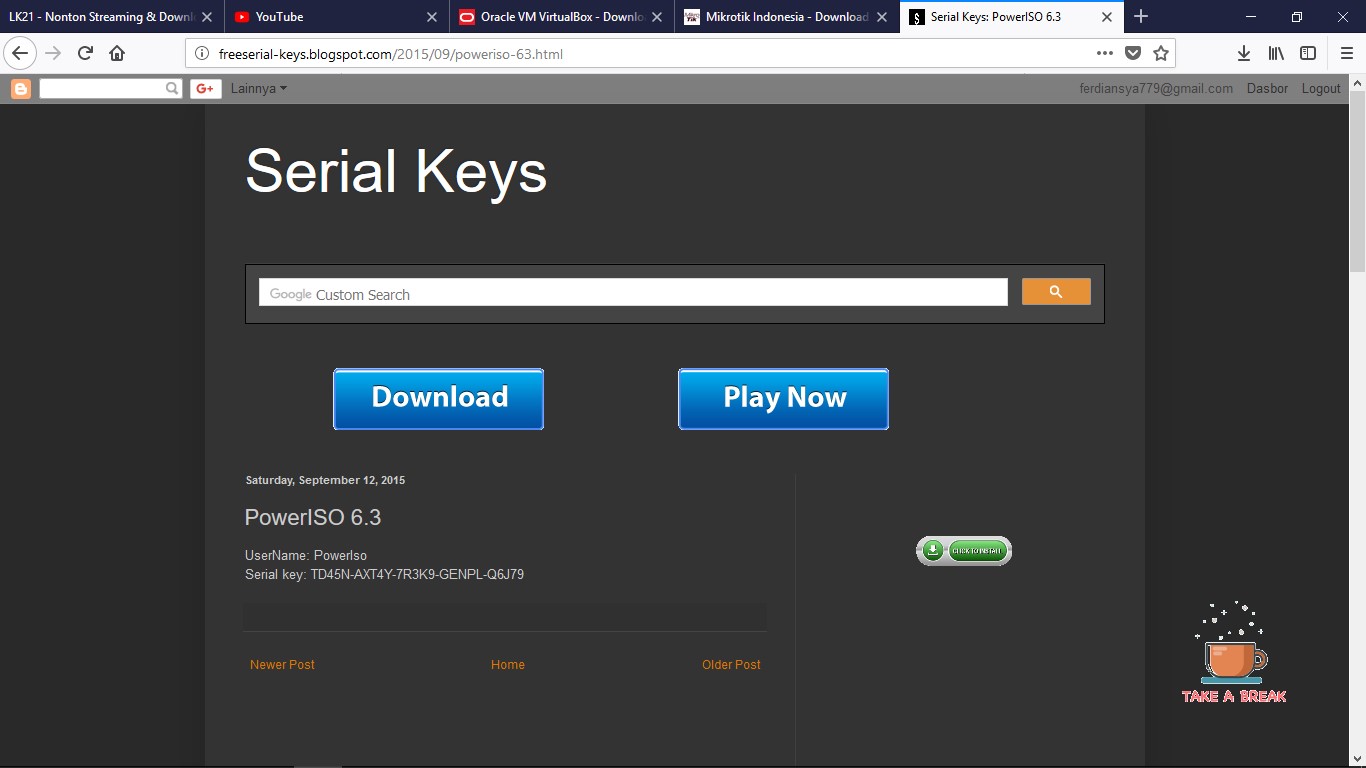 LK21 - Nonton Streaming & Downl
YouTube
Oracle VM VirtualBox - Downlo
Mikrotik Indonesia - Download
Serial Keys: PowerISO 6.3
freeserial-keys.blogspot.com/2015/09/poweriso-63.html
G+
Lainnya
ferdiansya779@gmail.com
Dasbor
Logout
Serial Keys
Google Custom Search
Download
Play Now
Saturday, September 12, 2015
PowerISO 6.3
UserName: PowerIso
Serial key: TD45N-AXT4Y-7R3K9-GENPL-Q6J79
CLICK TO INSTALL
Newer Post
Home
Older Post
TAKE A BREAK